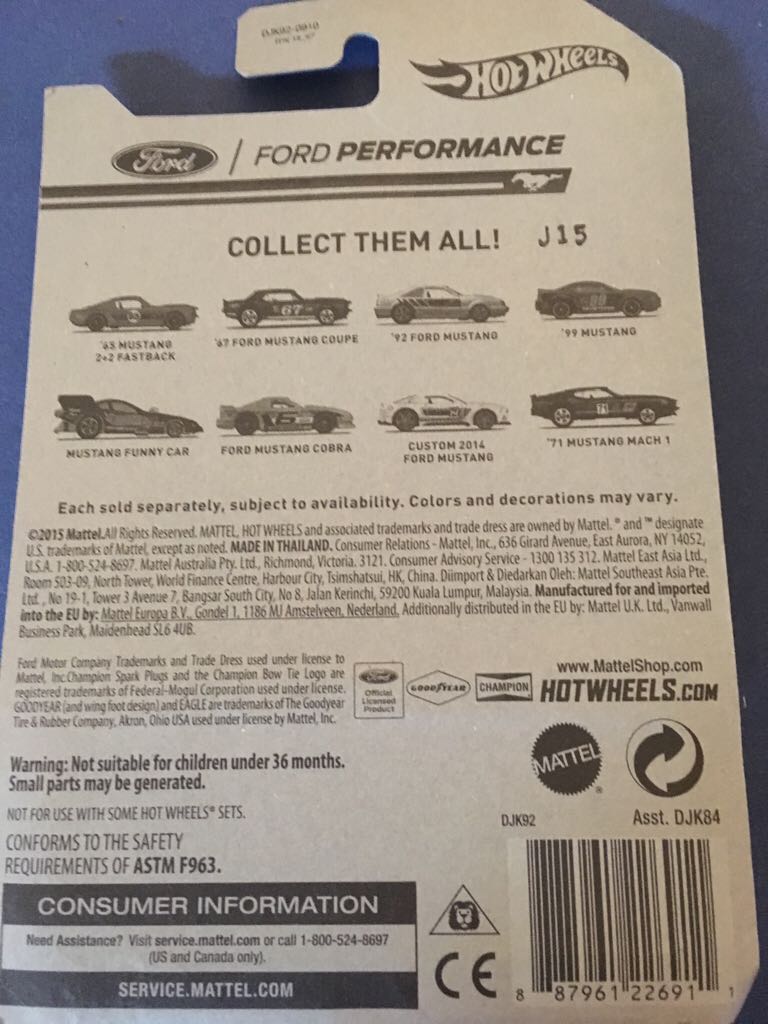 DJK92-0910
HOT WHEELS
Ford / FORD PERFORMANCE
COLLECT THEM ALL! J15
'65 MUSTANG
2+2 FASTBACK
67
'67 FORD MUSTANG COUPE
'92 FORD MUSTANG
'99 MUSTANG
MUSTANG FUNNY CAR
FORD MUSTANG COBRA
CUSTOM 2014
FORD MUSTANG
71
'71 MUSTANG MACH 1
Each sold separately, subject to availability. Colors and decorations may vary.
©2015 Mattel.All Rights Reserved. MATTEL, HOT WHEELS and associated trademarks and trade dress are owned by Mattel. ® and ™ designate
U.S. trademarks of Mattel, except as noted. MADE IN THAILAND. Consumer Relations - Mattel, Inc., 636 Girard Avenue, East Aurora, NY 14052,
U.S.A. 1-800-524-8697. Mattel Australia Pty. Ltd., Richmond, Victoria. 3121. Consumer Advisory Service - 1300 135 312. Mattel East Asia Ltd.,
Room 503-09, North Tower, World Finance Centre, Harbour City, Tsimshatsui, HK, China. Diimport & Diedarkan Oleh: Mattel Southeast Asia Pte.
Ltd., No 19-1, Tower 3 Avenue 7, Bangsar South City, No 8, Jalan Kerinchi, 59200 Kuala Lumpur, Malaysia. Manufactured for and imported
into the EU by: Mattel Europa B.V., Gondel 1, 1186 MJ Amstelveen, Nederland. Additionally distributed in the EU by: Mattel U.K. Ltd., Vanwall
Business Park, Maidenhead SL6 4UB.
Ford Motor Company Trademarks and Trade Dress used under license to
Mattel, Inc.Champion Spark Plugs and the Champion Bow Tie Logo are
registered trademarks of Federal-Mogul Corporation used under license.
GOODYEAR (and wing foot design) and EAGLE are trademarks of The Goodyear
Tire & Rubber Company, Akron, Ohio USA used under license by Mattel, Inc.
Ford
Official
Licensed
Product
GOODYEAR
CHAMPION
www.MattelShop.com
HOTWHEELS.COM
Warning: Not suitable for children under 36 months.
Small parts may be generated.
NOT FOR USE WITH SOME HOT WHEELS® SETS.
CONFORMS TO THE SAFETY
REQUIREMENTS OF ASTM F963.
MATTEL ®
DJK92
Asst. DJK84
CONSUMER INFORMATION
Need Assistance? Visit service.mattel.com or call 1-800-524-8697
(US and Canada only).
SERVICE.MATTEL.COM
CE
8 87961 22691 1